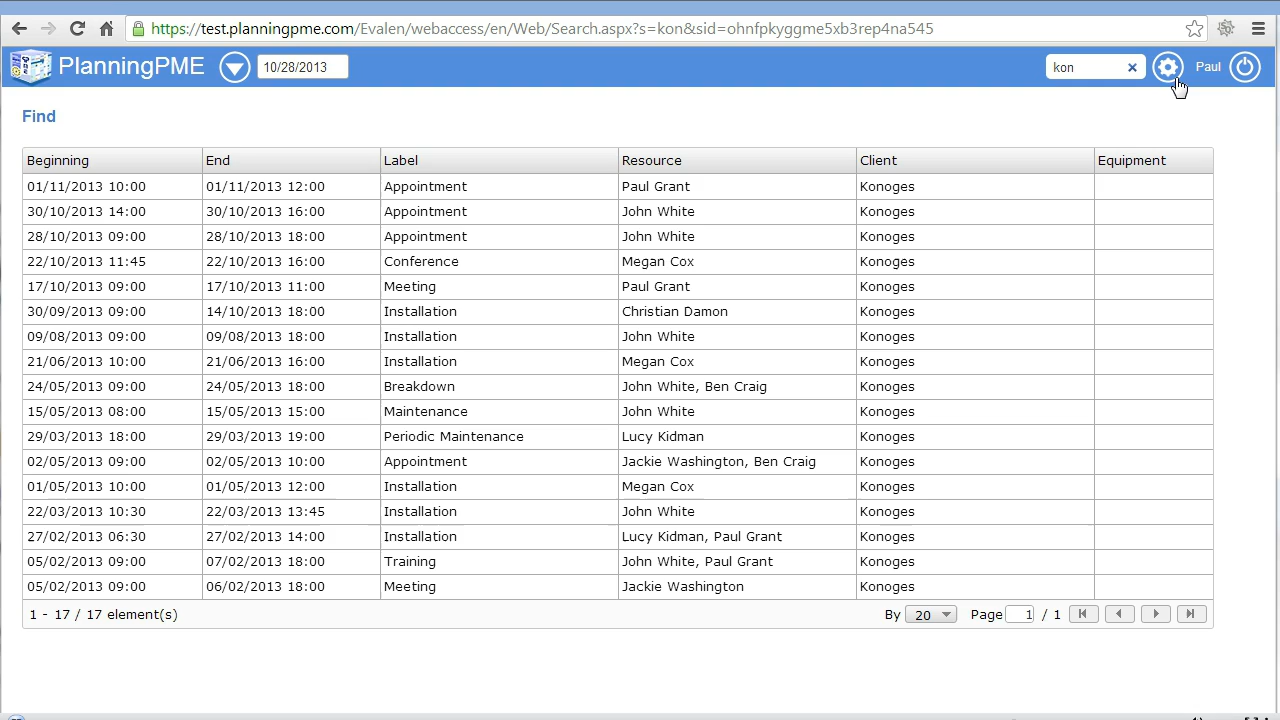 https://test.planningpme.com/Evalen/webaccess/en/Web/Search.aspx?s=kon&sid=ohnfpkyggme5xb3rep4na545
PlanningPME 10/28/2013 kon Paul
Find
Beginning End Label Resource Client Equipment
01/11/2013 10:00 01/11/2013 12:00 Appointment Paul Grant Konoges
30/10/2013 14:00 30/10/2013 16:00 Appointment John White Konoges
28/10/2013 09:00 28/10/2013 18:00 Appointment John White Konoges
22/10/2013 11:45 22/10/2013 16:00 Conference Megan Cox Konoges
17/10/2013 09:00 17/10/2013 11:00 Meeting Paul Grant Konoges
30/09/2013 09:00 14/10/2013 18:00 Installation Christian Damon Konoges
09/08/2013 09:00 09/08/2013 18:00 Installation John White Konoges
21/06/2013 10:00 21/06/2013 16:00 Installation Megan Cox Konoges
24/05/2013 09:00 24/05/2013 18:00 Breakdown John White, Ben Craig Konoges
15/05/2013 08:00 15/05/2013 15:00 Maintenance John White Konoges
29/03/2013 18:00 29/03/2013 19:00 Periodic Maintenance Lucy Kidman Konoges
02/05/2013 09:00 02/05/2013 10:00 Appointment Jackie Washington, Ben Craig Konoges
01/05/2013 10:00 01/05/2013 12:00 Installation Megan Cox Konoges
22/03/2013 10:30 22/03/2013 13:45 Installation John White Konoges
27/02/2013 06:30 27/02/2013 14:00 Installation Lucy Kidman, Paul Grant Konoges
05/02/2013 09:00 07/02/2013 18:00 Training John White, Paul Grant Konoges
05/02/2013 09:00 06/02/2013 18:00 Meeting Jackie Washington Konoges
1 - 17 / 17 element(s) By 20 Page 1 / 1